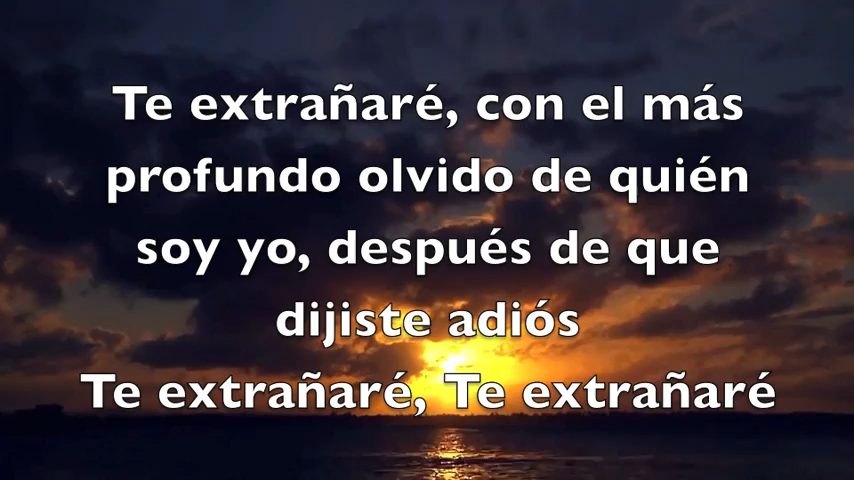 Te extrañaré, con el más
profundo olvido de quién
soy yo, después de que
dijiste adiós
Te extrañaré, Te extrañaré